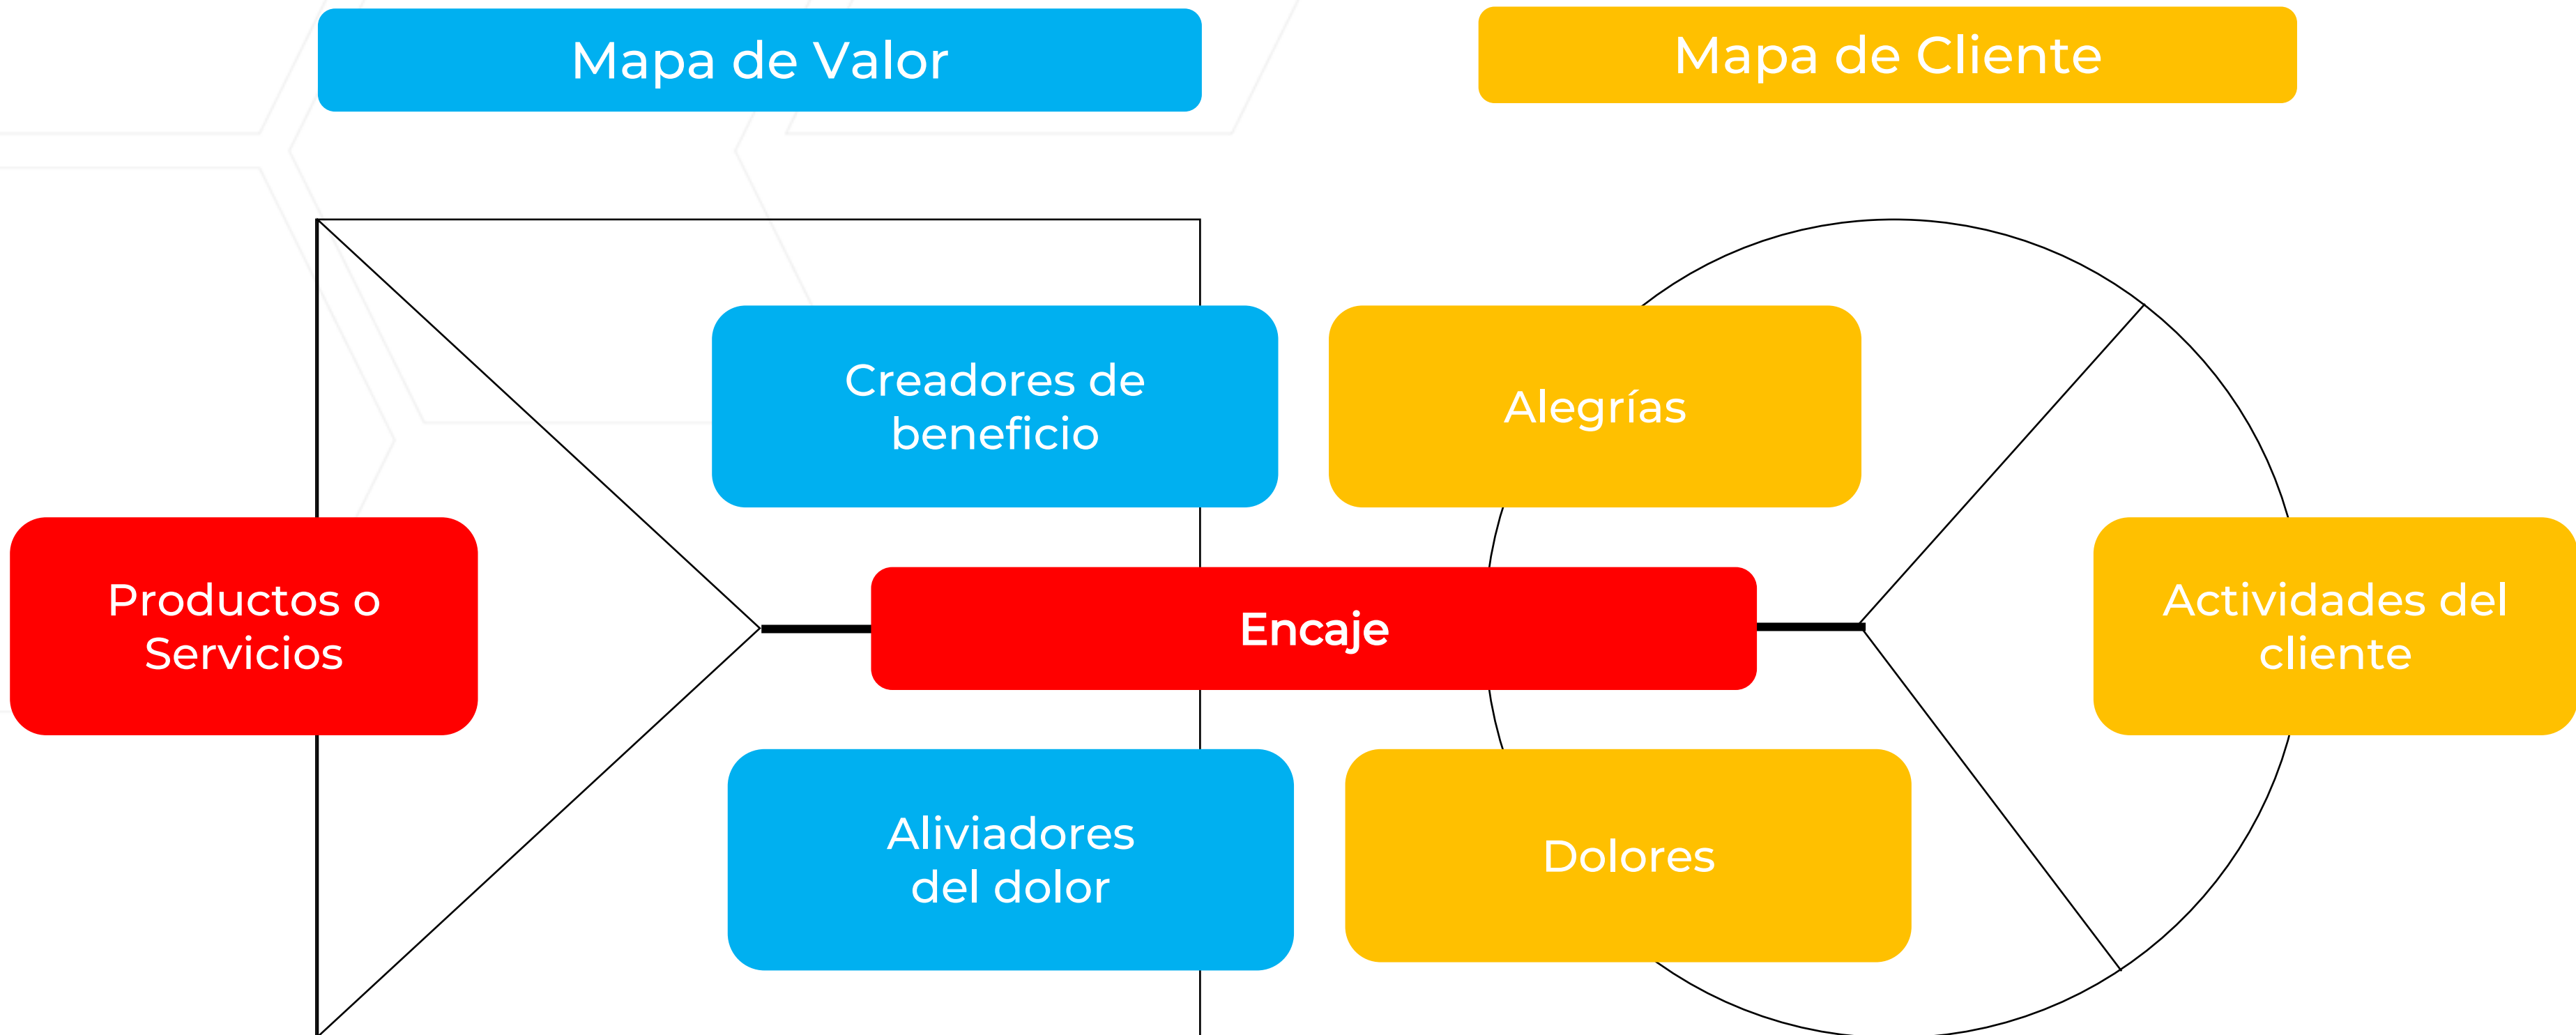 Mapa de Valor
Mapa de Cliente
Creadores de
beneficio
Alegrías
Productos o
Servicios
Encaje
Actividades del
cliente
Aliviadores
del dolor
Dolores